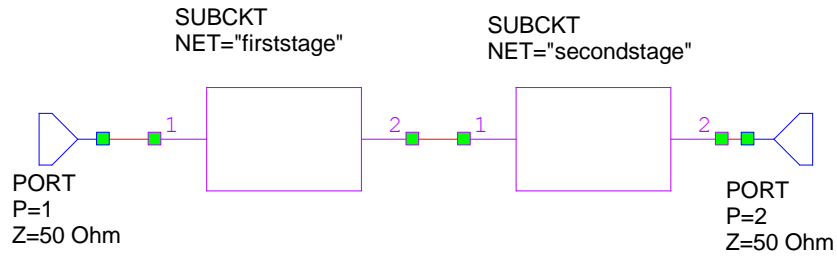 SUBCKT
NET="firststage"
SUBCKT
NET="secondstage"
1
2
1
2
PORT
P=1
Z=50 Ohm
PORT
P=2
Z=50 Ohm